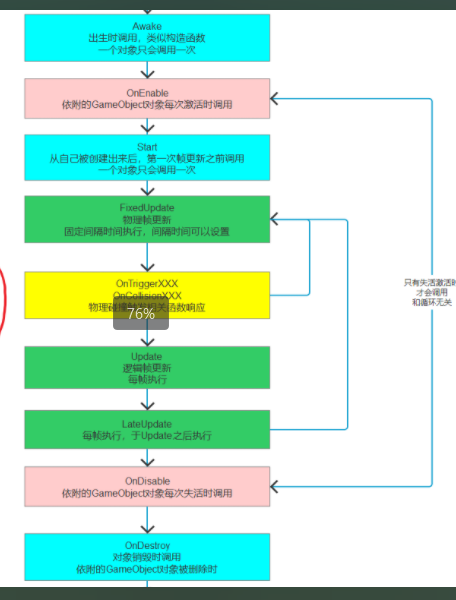 Awake
出生时调用，类似构造函数
一个对象只会调用一次
OnEnable
依附的GameObject对象每次激活时调用
Start
从自己被创建出来后，第一次帧更新之前调用
一个对象只会调用一次
FixedUpdate
物理帧更新
固定间隔时间执行，间隔时间可以设置
OnTriggerXXX
OnCollisionXXX
物理碰撞触发相关函数响应
76%
Update
逻辑帧更新
每帧执行
LateUpdate
每帧执行，于Update之后执行
OnDisable
依附的GameObject对象每次失活时调用
OnDestroy
对象销毁时调用
依附的GameObject对象被删除时
只有失活激活时
才会调用
和循环无关